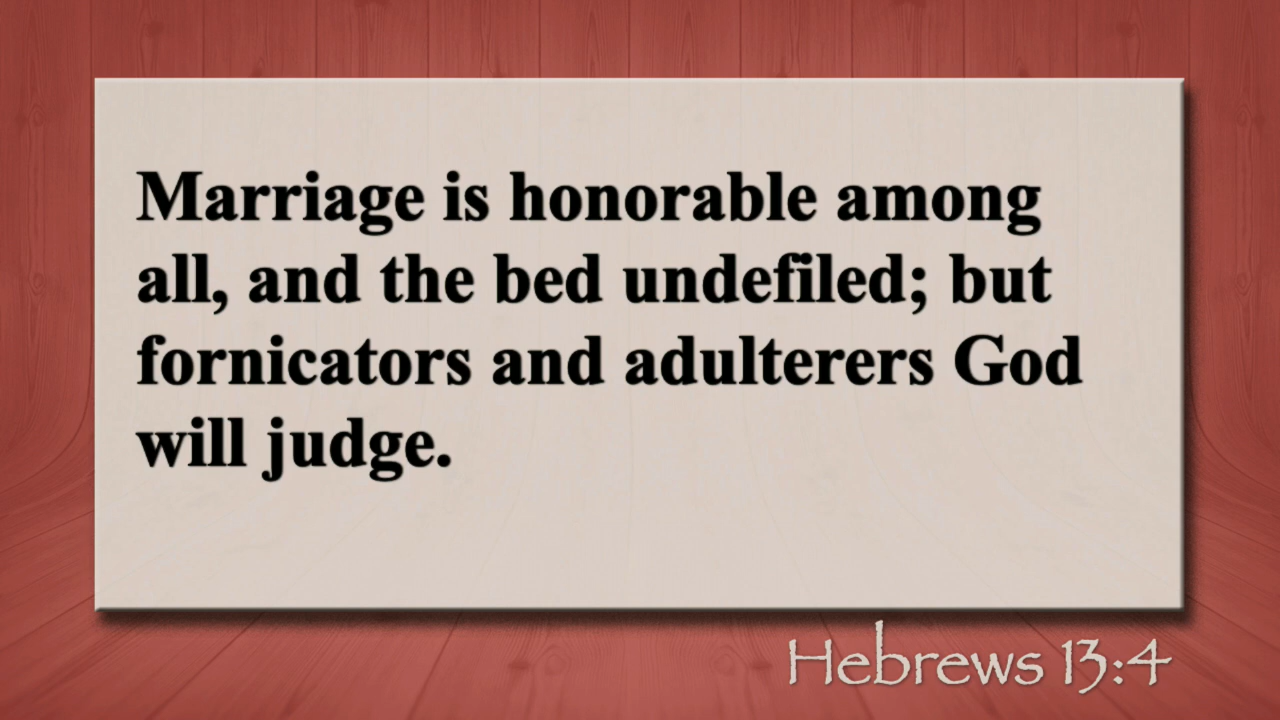 Marriage is honorable among
all, and the bed undefiled; but
fornicators and adulterers God
will judge.
Hebrews 13:4